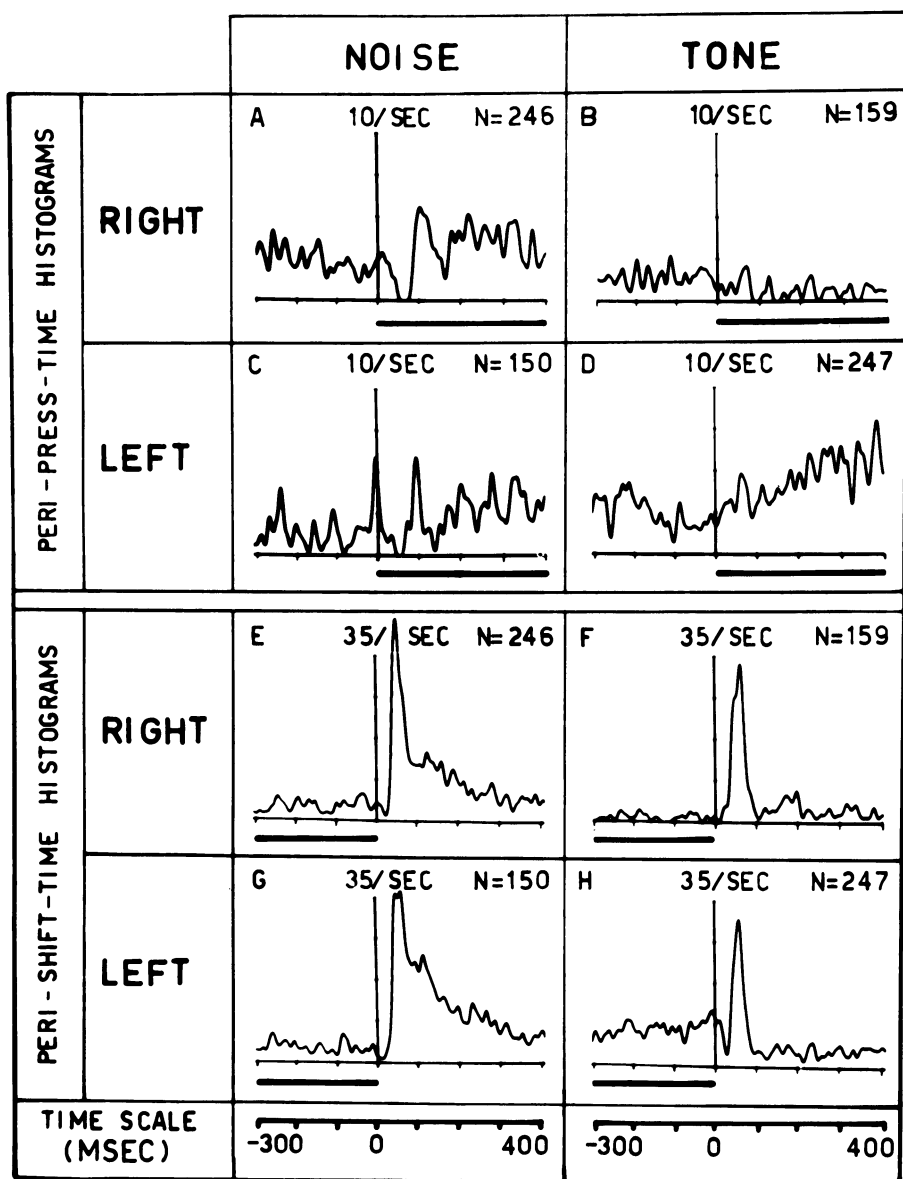 NOISE TONE
PERI-PRESS-TIME HISTOGRAMS
RIGHT
A 10/SEC N=246
B 10/SEC N=159
LEFT
C 10/SEC N=150
D 10/SEC N=247
PERI-SHIFT-TIME HISTOGRAMS
RIGHT
E 35/SEC N=246
F 35/SEC N=159
LEFT
G 35/SEC N=150
H 35/SEC N=247
TIME SCALE
(MSEC)
-300 0 400
-300 0 400